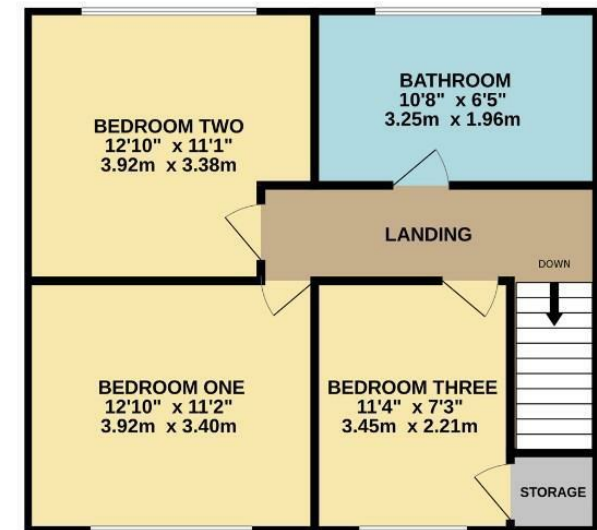 BATHROOM
10'8" x 6'5"
3.25m x 1.96m
BEDROOM TWO
12'10" x 11'1"
3.92m x 3.38m
LANDING
DOWN
BEDROOM ONE
12'10" x 11'2"
3.92m x 3.40m
BEDROOM THREE
11'4" x 7'3"
3.45m x 2.21m
STORAGE